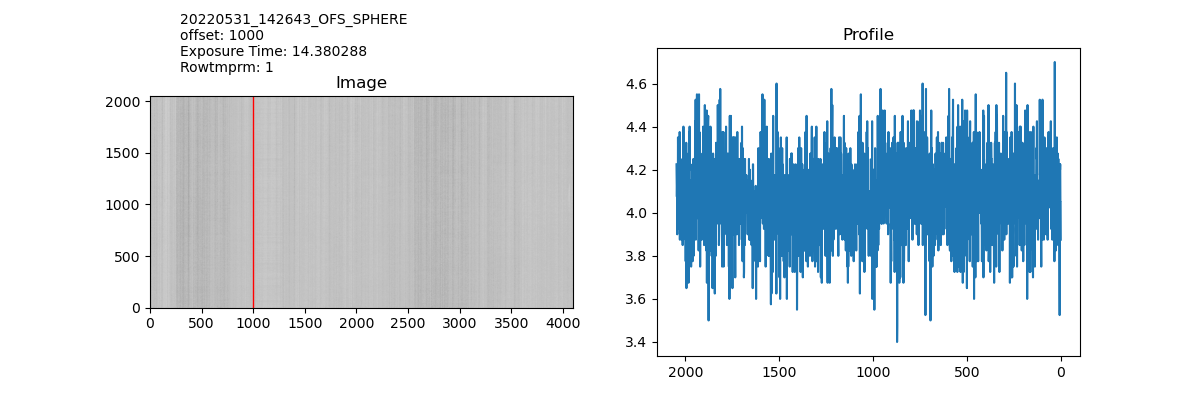 20220531_142643_OFS_SPHERE
offset: 1000
Exposure Time: 14.380288
Rowtmprm: 1
Image
2000
1500
1000
500
0
0 500 1000 1500 2000 2500 3000 3500 4000
Profile
4.6
4.4
4.2
4.0
3.8
3.6
3.4
2000 1500 1000 500 0